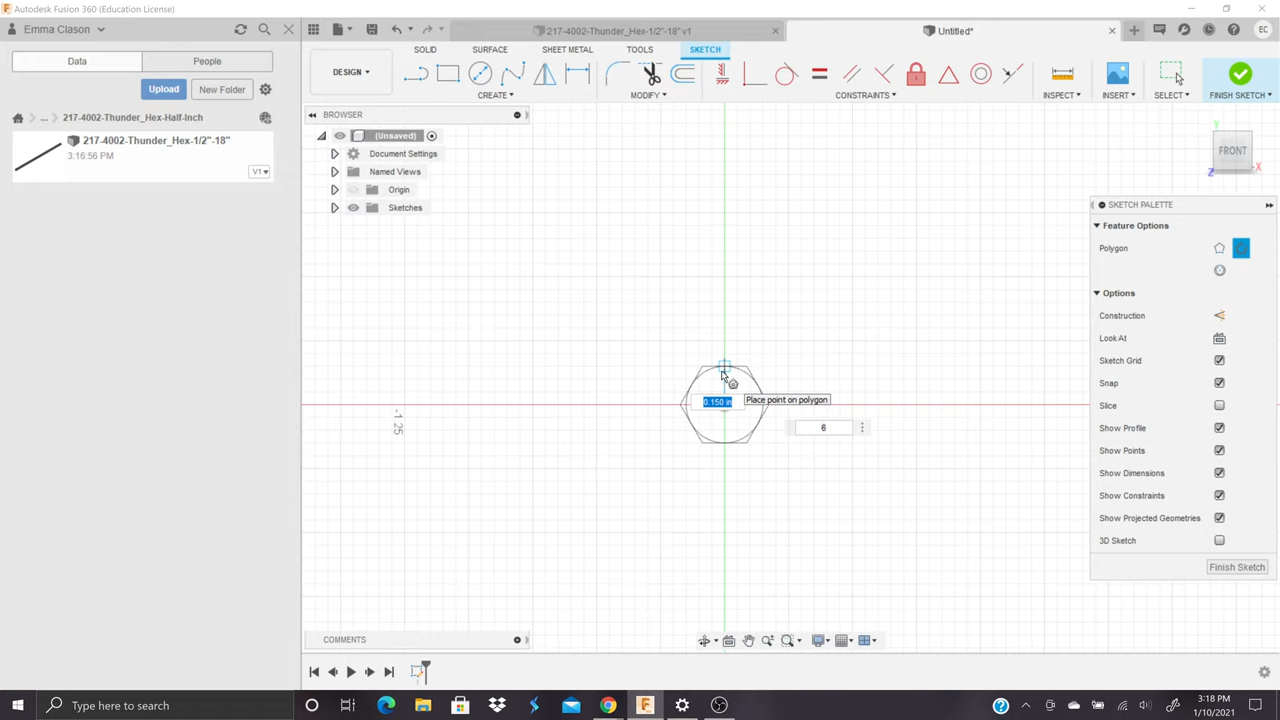 Autodesk Fusion 360 (Education License)
Emma Clason
217-4002-Thunder_Hex-1/2"-18" v1
Untitled*
EC
Data
People
Upload
New Folder
... 217-4002-Thunder_Hex-Half-Inch
217-4002-Thunder_Hex-1/2"-18"
3:16:56 PM
V1
DESIGN
SOLID
SURFACE
SHEET METAL
TOOLS
SKETCH
CREATE
MODIFY
CONSTRAINTS
INSPECT
INSERT
SELECT
FINISH SKETCH
BROWSER
(Unsaved)
Document Settings
Named Views
Origin
Sketches
Y
FRONT
Z
X
-1.25
0.150 in
Place point on polygon
6
SKETCH PALETTE
Feature Options
Polygon
Options
Construction
Look At
Sketch Grid
Snap
Slice
Show Profile
Show Points
Show Dimensions
Show Constraints
Show Projected Geometries
3D Sketch
Finish Sketch
COMMENTS
Type here to search
3:18 PM
1/10/2021